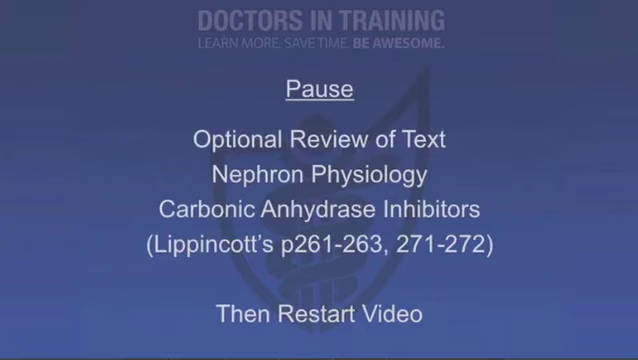 DOCTORS IN TRAINING
LEARN MORE. SAVE TIME. BE AWESOME.
Pause
Optional Review of Text
Nephron Physiology
Carbonic Anhydrase Inhibitors
(Lippincott's p261-263, 271-272)
Then Restart Video